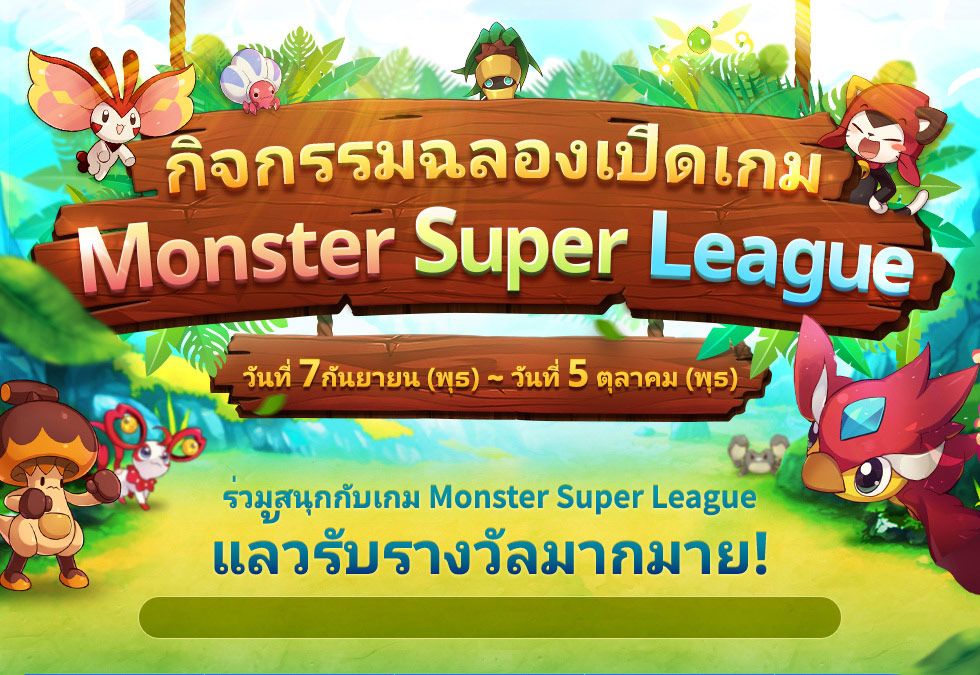 กิจกรรมฉลองเปิดเกม
Monster Super League
วันที่ 7 กันยายน (พุธ) ~ วันที่ 5 ตุลาคม (พุธ)
ร่วมูสนุกกับเกม Monster Super League
แลวรับรางวัลมากมาย!